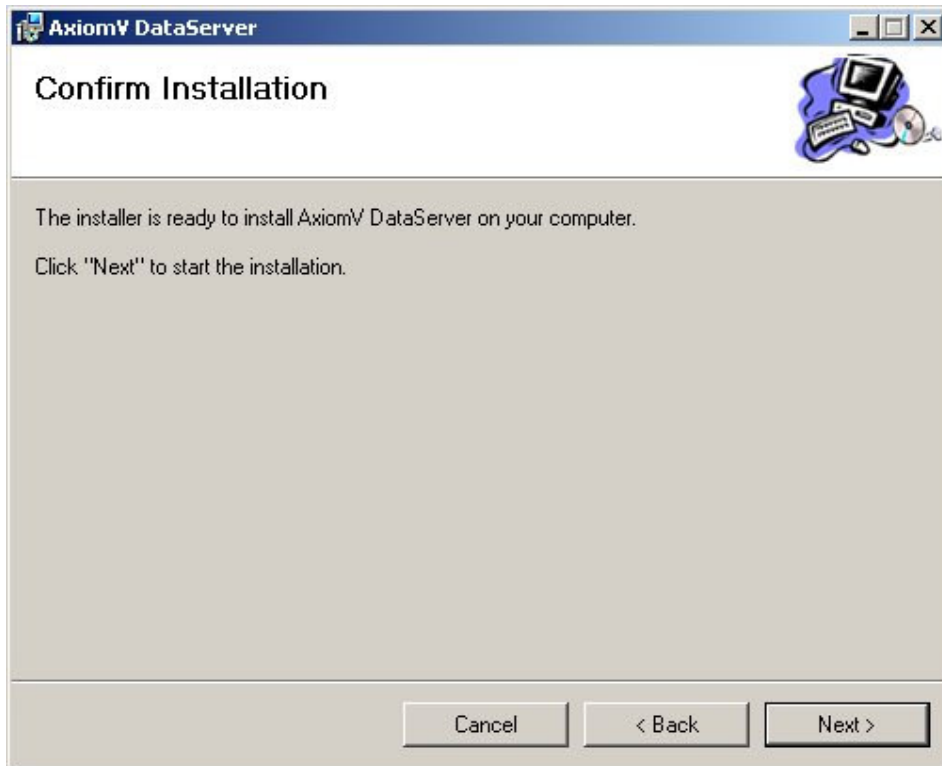 AxiomV DataServer
Confirm Installation
The installer is ready to install AxiomV DataServer on your computer.
Click "Next" to start the installation.
Cancel
< Back
Next >